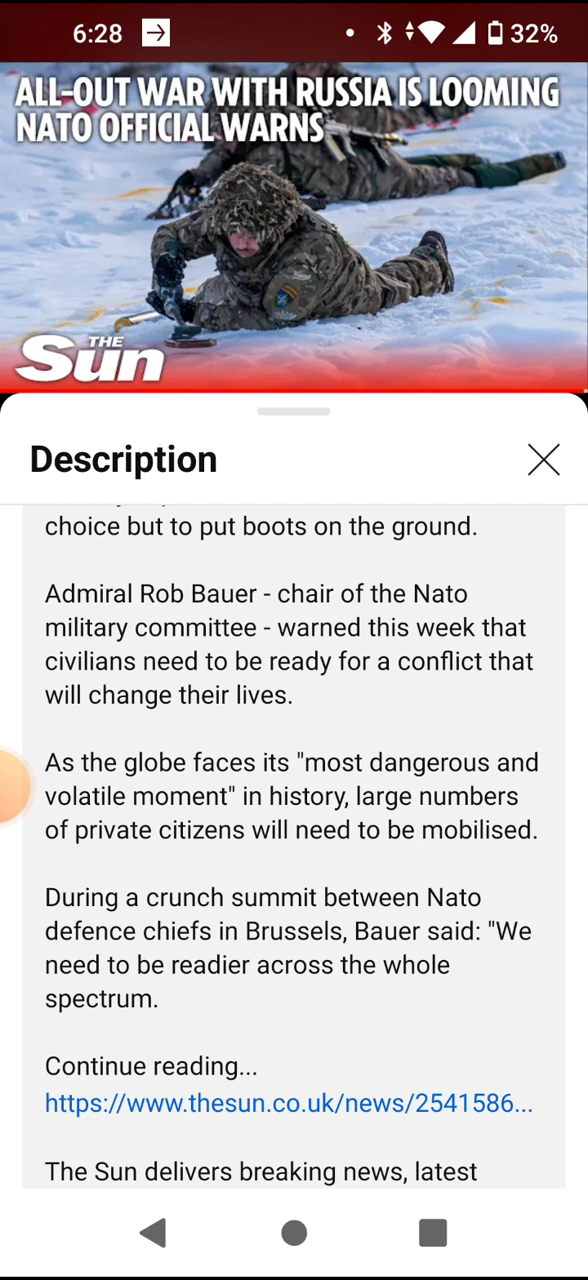 6:28
32%
ALL-OUT WAR WITH RUSSIA IS LOOMING
NATO OFFICIAL WARNS
THE
Sun
Description
choice but to put boots on the ground.
Admiral Rob Bauer - chair of the Nato
military committee - warned this week that
civilians need to be ready for a conflict that
will change their lives.
As the globe faces its "most dangerous and
volatile moment" in history, large numbers
of private citizens will need to be mobilised.
During a crunch summit between Nato
defence chiefs in Brussels, Bauer said: "We
need to be readier across the whole
spectrum.
Continue reading...
https://www.thesun.co.uk/news/2541586...
The Sun delivers breaking news, latest